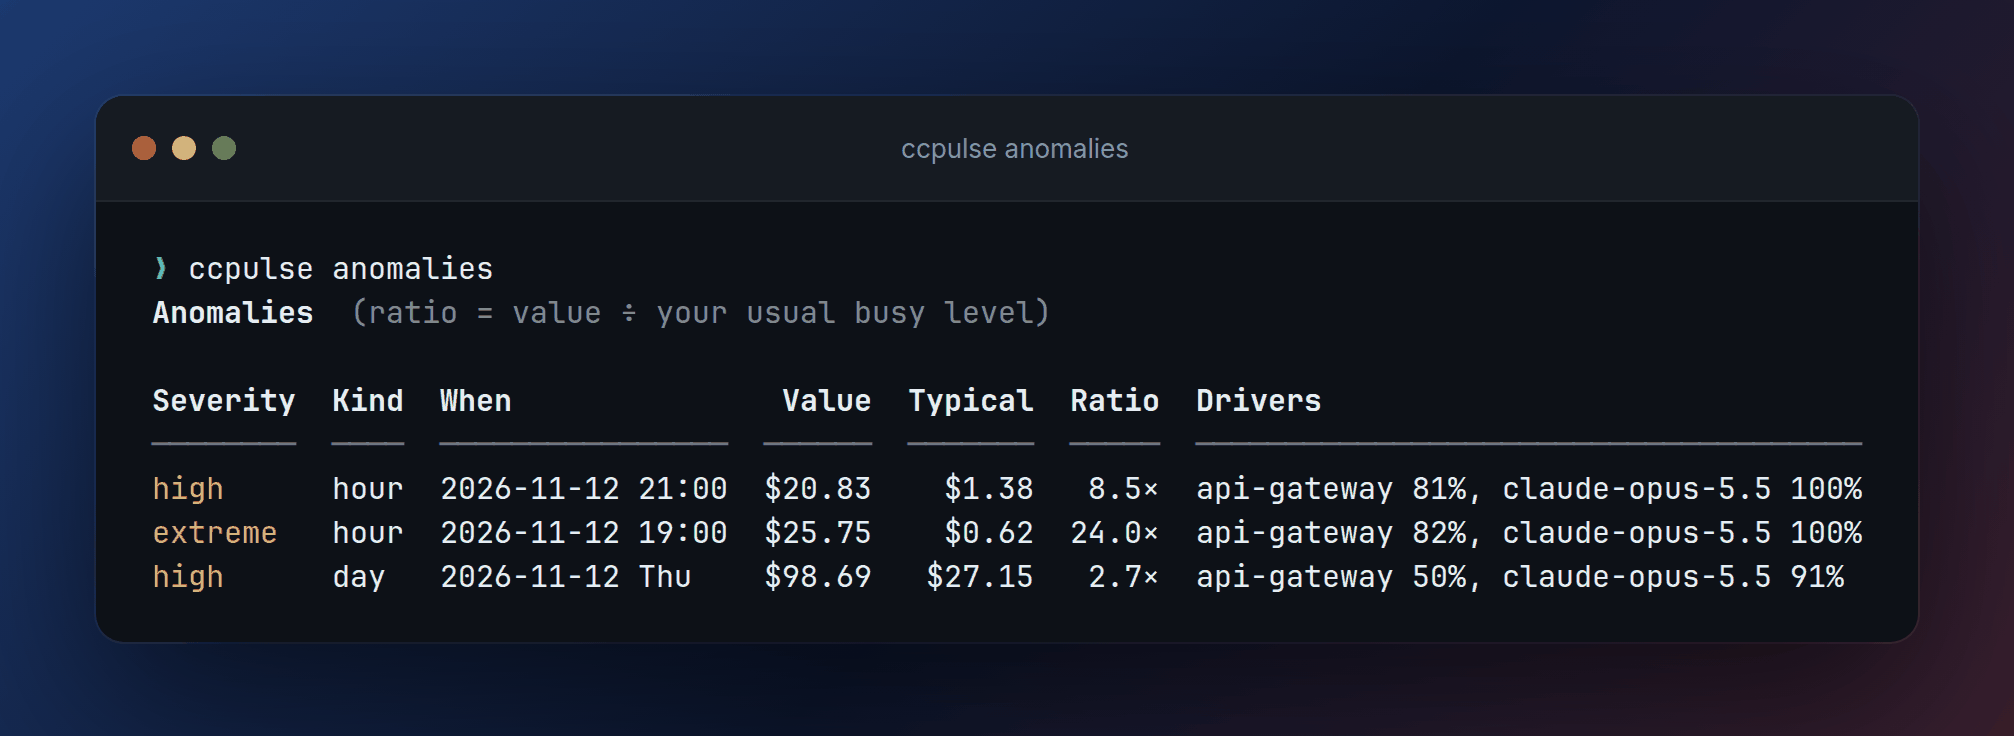 ccpulse anomalies
❱ ccpulse anomalies
Anomalies  (ratio = value ÷ your usual busy level)
Severity  Kind  When                 Value  Typical  Ratio  Drivers
high      hour  2026-11-12 21:00  $20.83    $1.38   8.5×  api-gateway 81%, claude-opus-5.5 100%
extreme   hour  2026-11-12 19:00  $25.75    $0.62  24.0×  api-gateway 82%, claude-opus-5.5 100%
high      day   2026-11-12 Thu    $98.69   $27.15   2.7×  api-gateway 50%, claude-opus-5.5 91%